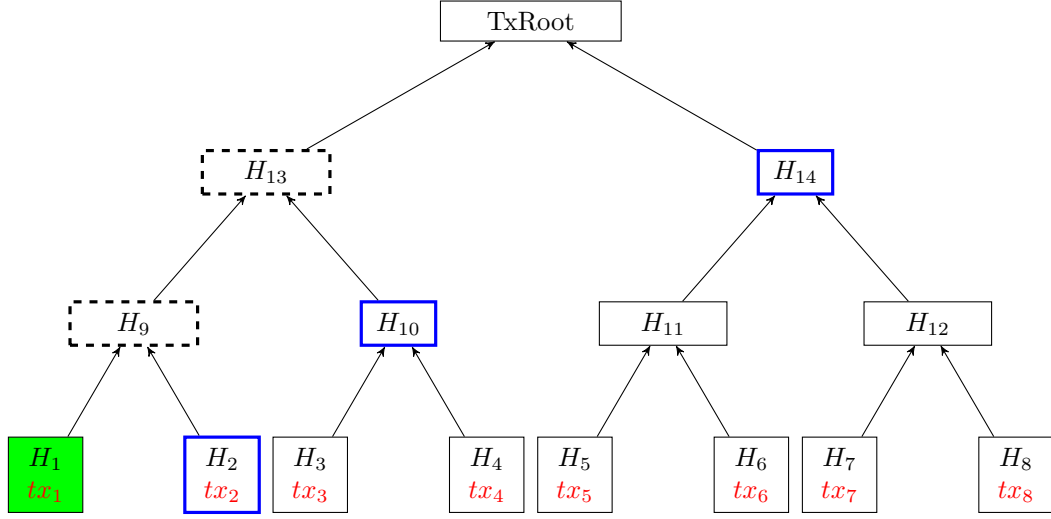 TxRoot
H₁₃
H₁₄
H₉
H₁₀
H₁₁
H₁₂
H₁
tx₁
H₂
tx₂
H₃
tx₃
H₄
tx₄
H₅
tx₅
H₆
tx₆
H₇
tx₇
H₈
tx₈